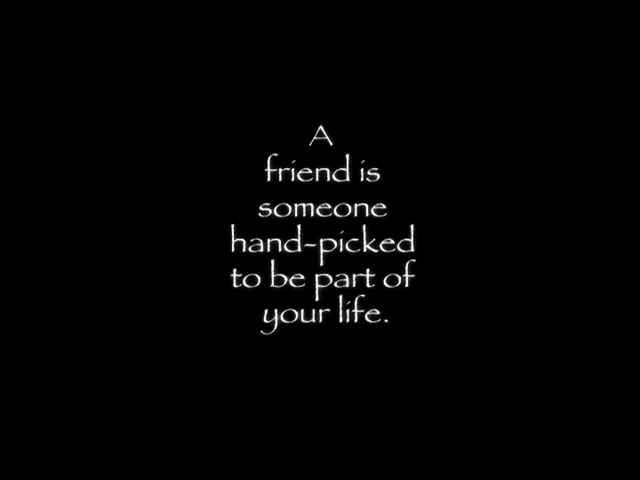 A
friend is
someone
hand-picked
to be part of
your life.